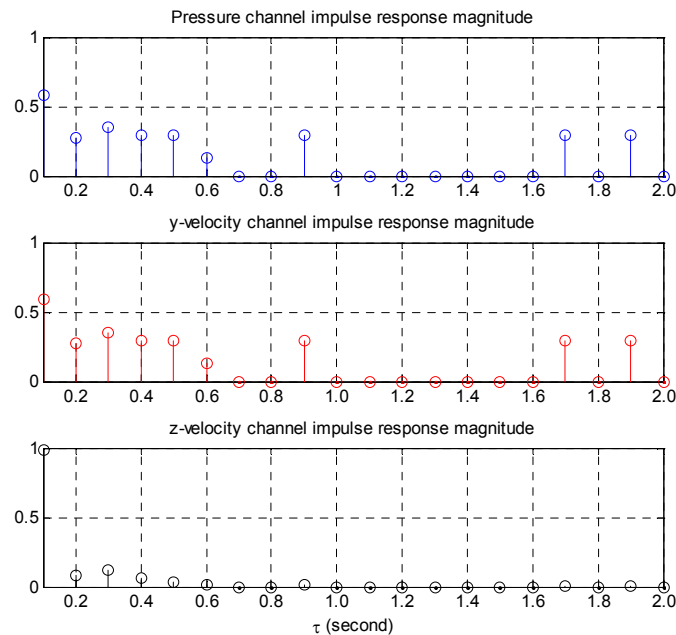 Pressure channel impulse response magnitude
1
0.5
0
0.2 0.4 0.6 0.8 1 1.2 1.4 1.6 1.8 2.0
y-velocity channel impulse response magnitude
1
0.5
0
0.2 0.4 0.6 0.8 1.0 1.2 1.4 1.6 1.8 2.0
z-velocity channel impulse response magnitude
1
0.5
0
0.2 0.4 0.6 0.8 1.0 1.2 1.4 1.6 1.8 2.0
τ (second)